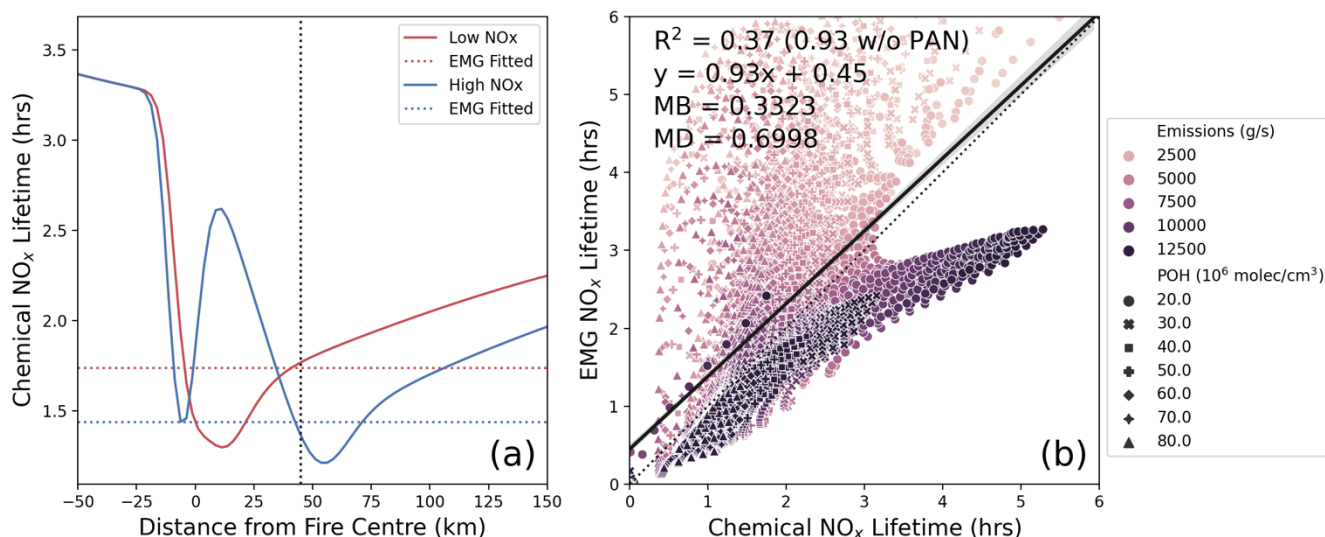 Chemical NOx Lifetime (hrs)
3.5
3.0
2.5
2.0
1.5
−50
−25
0
25
50
75
100
125
150
Distance from Fire Centre (km)
Low NOx
EMG Fitted
High NOx
EMG Fitted
(a)
EMG NOx Lifetime (hrs)
6
5
4
3
2
1
0
0
1
2
3
4
5
6
Chemical NOx Lifetime (hrs)
R² = 0.37 (0.93 w/o PAN)
y = 0.93x + 0.45
MB = 0.3323
MD = 0.6998
(b)
Emissions (g/s)
2500
5000
7500
10000
12500
POH (10⁶ molec/cm³)
20.0
30.0
40.0
50.0
60.0
70.0
80.0